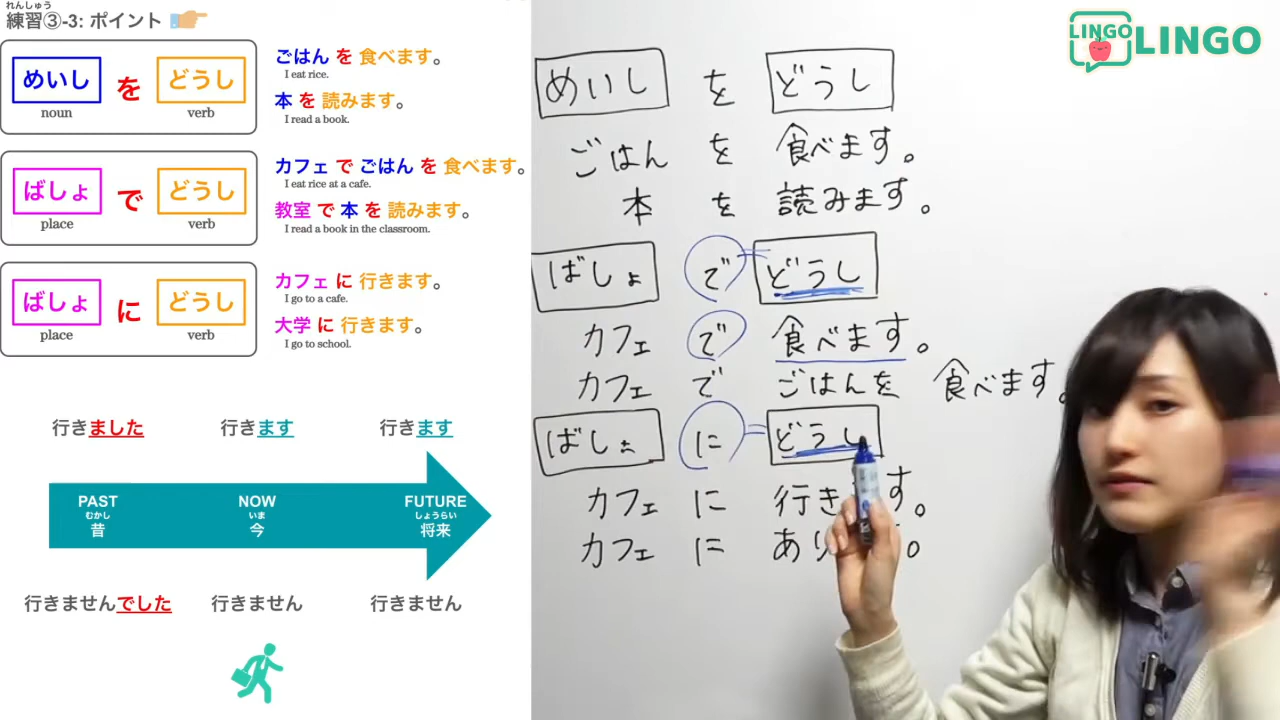 れんしゅう
練習③-3: ポイント
めいし を どうし
noun verb
ごはん を 食べます。
I eat rice.
本 を 読みます。
I read a book.
ばしょ で どうし
place verb
カフェ で ごはん を 食べます。
I eat rice at a cafe.
教室 で 本 を 読みます。
I read a book in the classroom.
ばしょ に どうし
place verb
カフェ に 行きます。
I go to a cafe.
大学 に 行きます。
I go to school.
行きました 行きます 行きます
PAST NOW FUTURE
むかし いま しょうらい
昔 今 将来
行きませんでした 行きません 行きません
めいし を どうし
ごはん を 食べます。
本 を 読みます。
ばしょ で どうし
カフェ で 食べます。
カフェ で ごはんを 食べます。
ばしょ に どうし
カフェ に 行き す。
カフェ に あり 。
LINGO LINGO